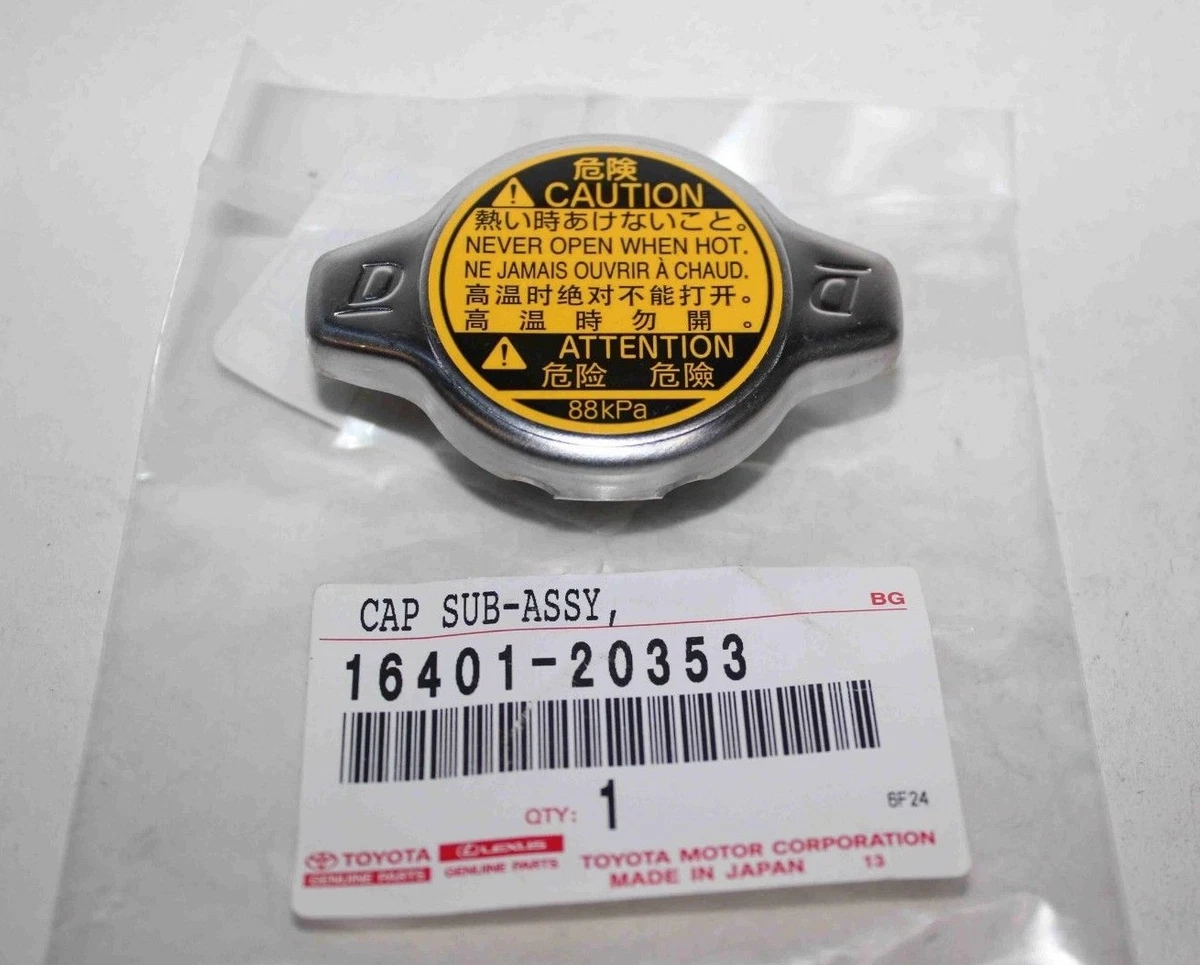 危険
CAUTION
熱い時あけないこと。
NEVER OPEN WHEN HOT.
NE JAMAIS OUVRIR À CHAUD.
高温时绝对不能打开。
高温時勿開。
ATTENTION
危险 危險
88kPa
D D
CAP SUB-ASSY,
BG
16401-20353
QTY: 1
6F24
TOYOTA
GENUINE PARTS
LEXUS
GENUINE PARTS
TOYOTA MOTOR CORPORATION
MADE IN JAPAN 13